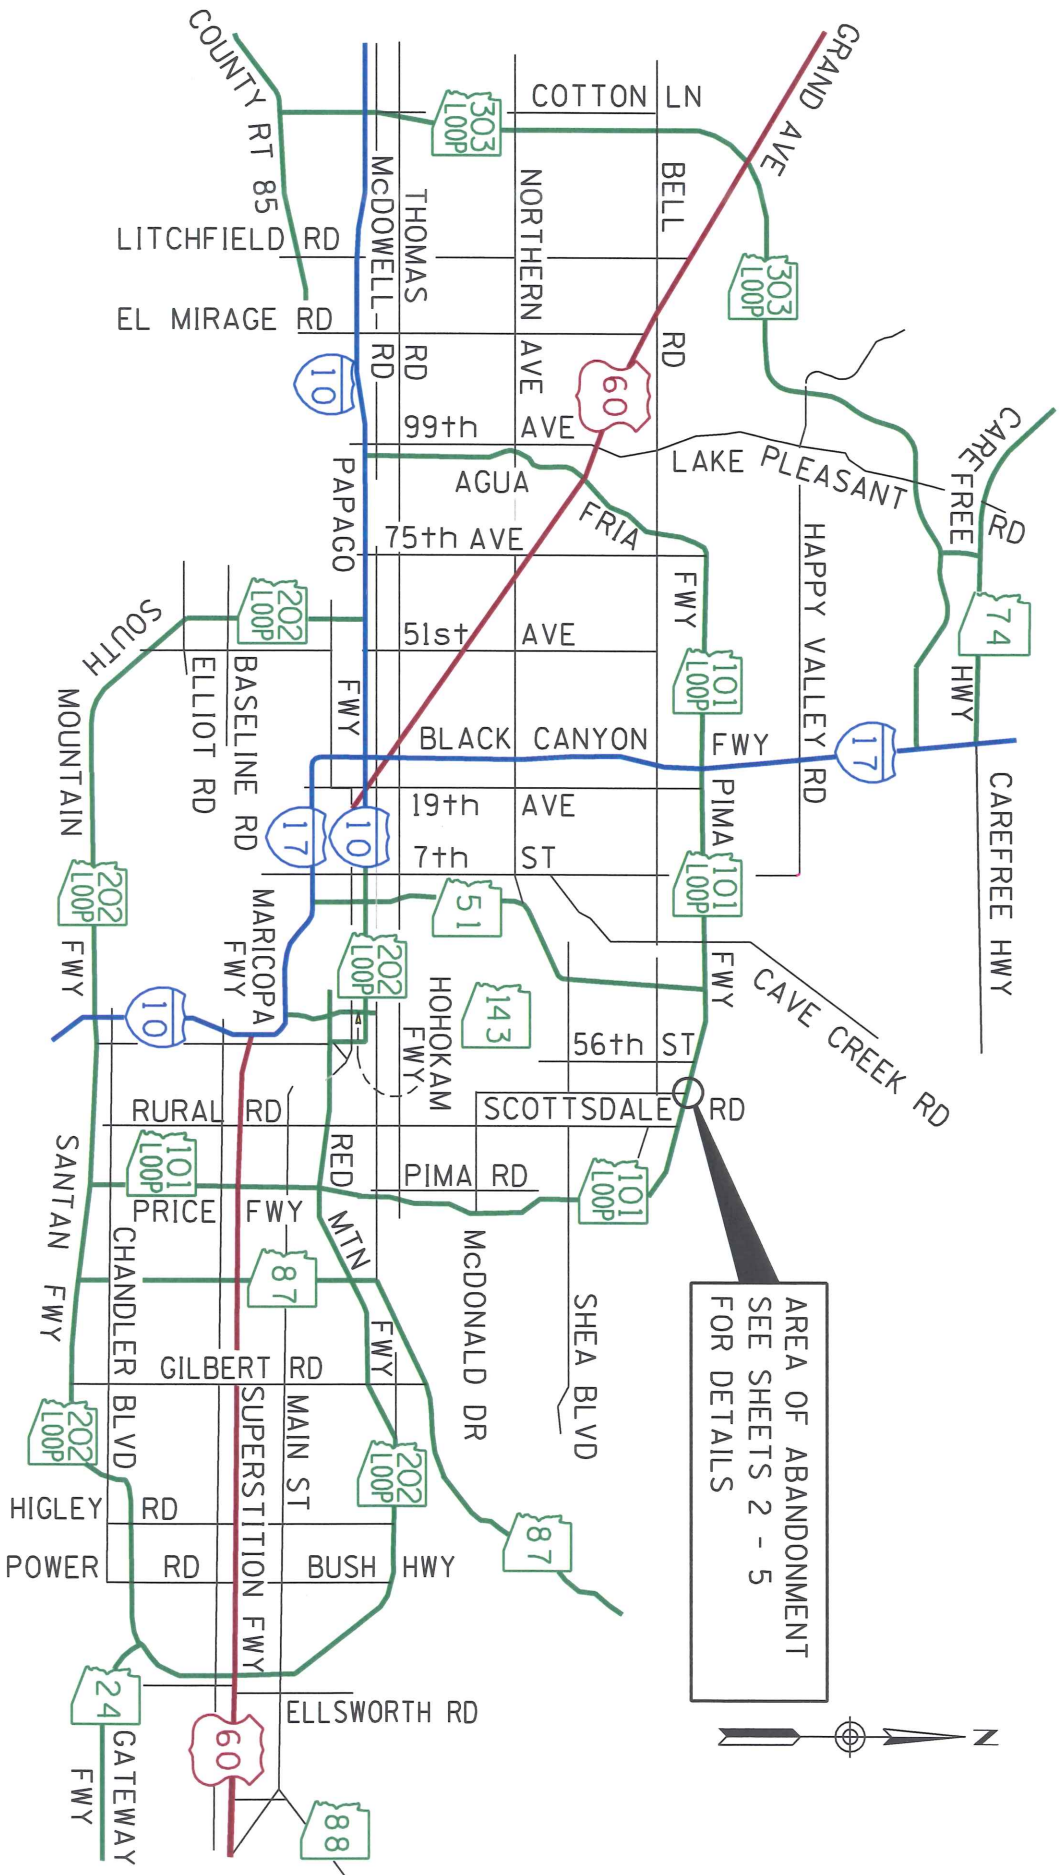 GRAND AVE
COUNTY RT 85
COTTON LN
303
LOOP
BELL RD
NORTHERN AVE
THOMAS RD
McDOWELL RD
LITCHFIELD RD
303
LOOP
EL MIRAGE RD
10
60
CAREFREE HWY
99th AVE
LAKE PLEASANT RD
PAPAGO FWY
AGUA FRIA FWY
75th AVE
HAPPY VALLEY RD
74
202
LOOP
51st AVE
SOUTH MOUNTAIN FWY
ELLIOT RD
BASELINE RD
101
LOOP
BLACK CANYON FWY
17
CAREFREE HWY
19th AVE
PIMA FWY
17
10
7th ST
101
LOOP
202
LOOP
51
MARICOPA
FWY
202
LOOP
HOHOKAM
FWY
143
CAVE CREEK RD
10
56th ST
RURAL RD
SCOTTSDALE RD
SANTAN FWY
101
LOOP
RED MTN FWY
PIMA RD
101
LOOP
PRICE FWY
CHANDLER BLVD
87
McDONALD DR
SHEA BLVD
AREA OF ABANDONMENT
SEE SHEETS 2 - 5
FOR DETAILS
GILBERT RD
SUPERSTITION FWY
MAIN ST
202
LOOP
202
LOOP
HIGLEY RD
87
POWER RD
BUSH HWY
24
GATEWAY
FWY
ELLSWORTH RD
60
88
N